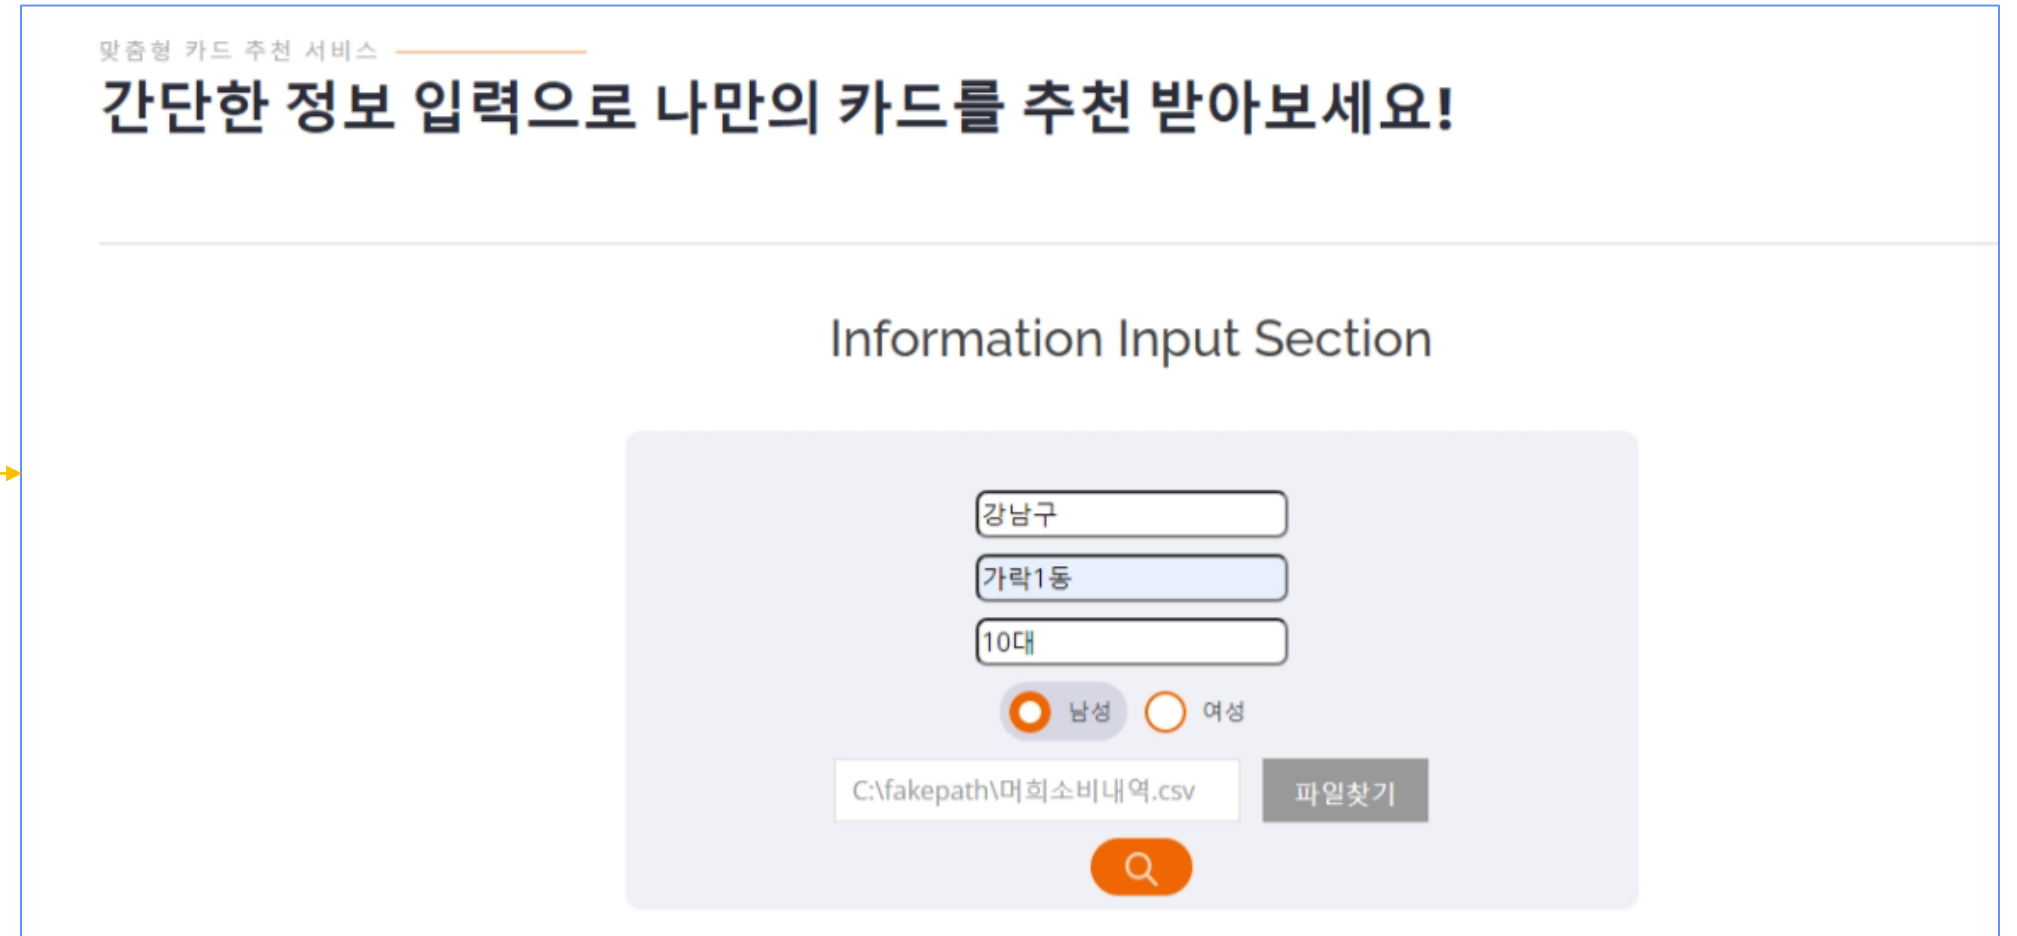 맞춤형 카드 추천 서비스
간단한 정보 입력으로 나만의 카드를 추천 받아보세요!
Information Input Section
강남구
가락1동
10대
남성 여성
C:\fakepath\머희소비내역.csv 파일찾기